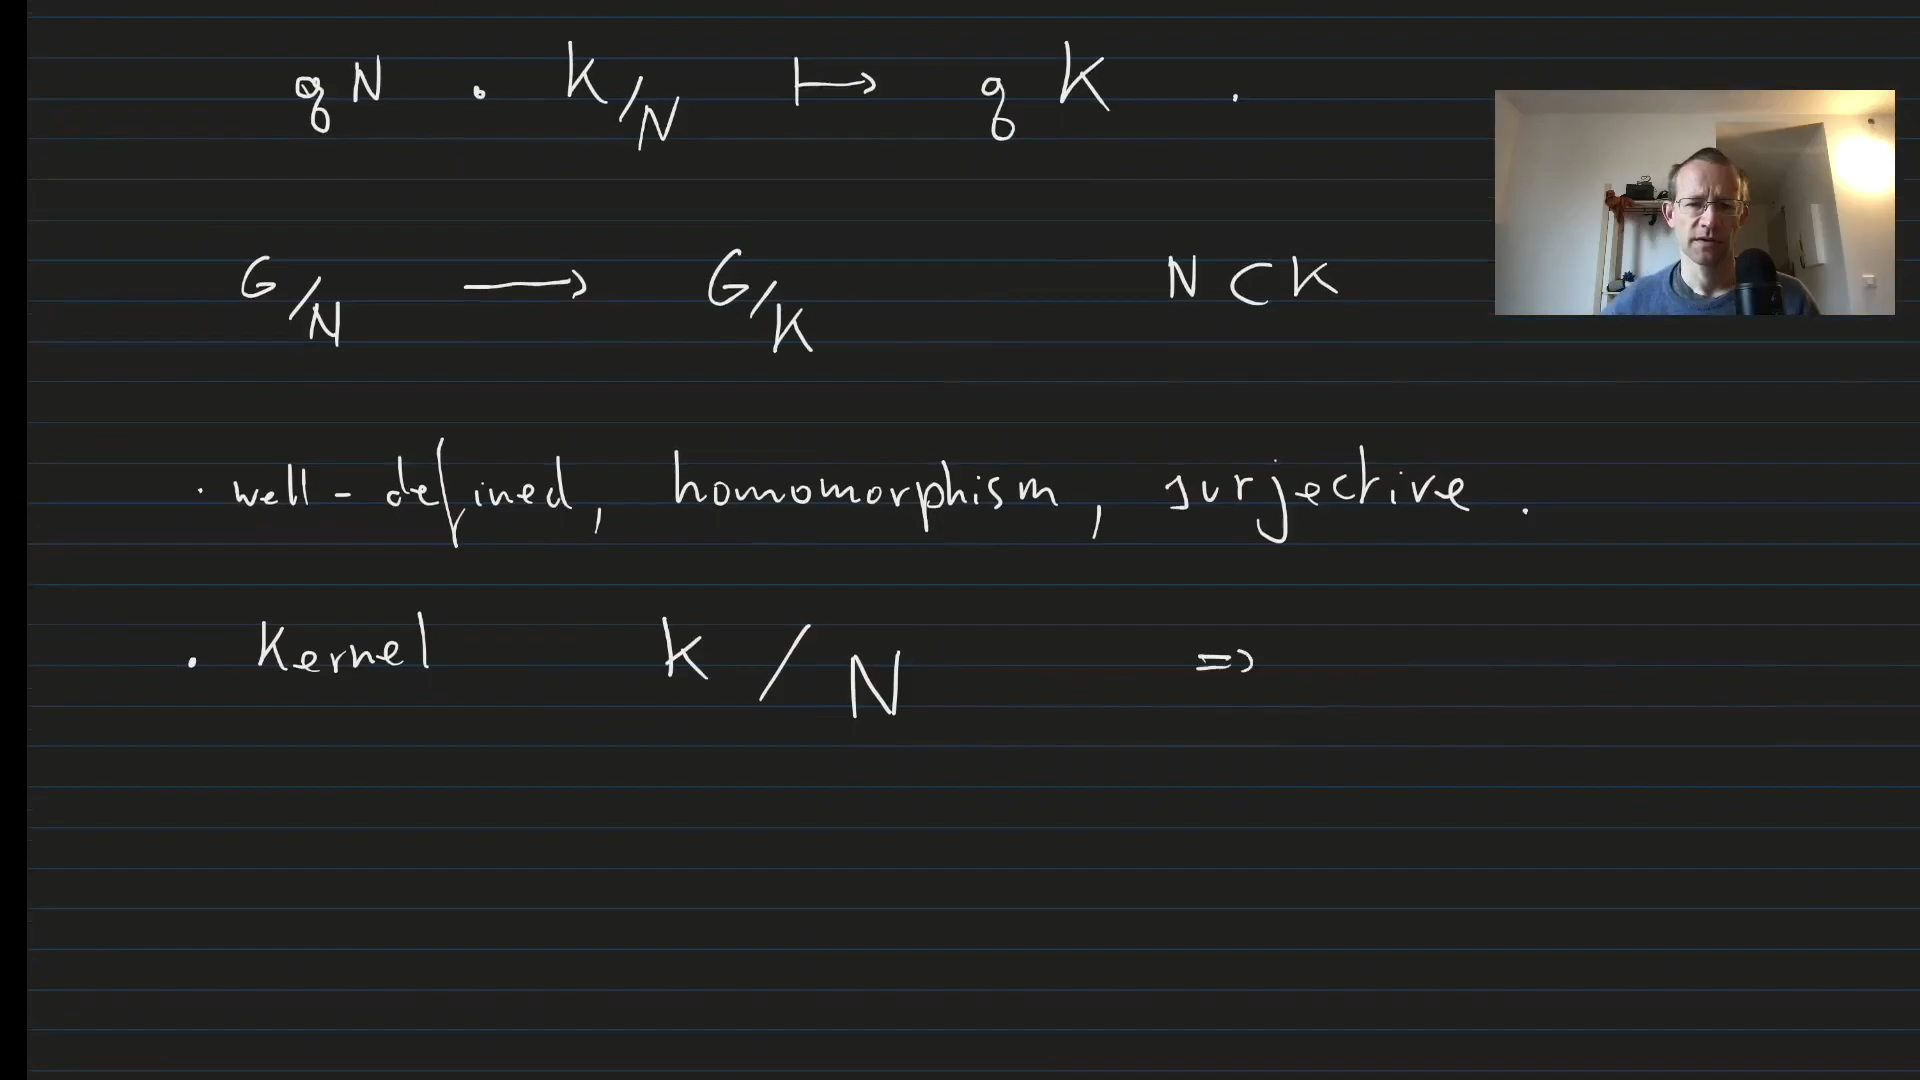 gN . K/N ↦ gK .
G/N → G/K N ⊂ K
. well-defined, homomorphism, surjective.
. Kernel K / N =>